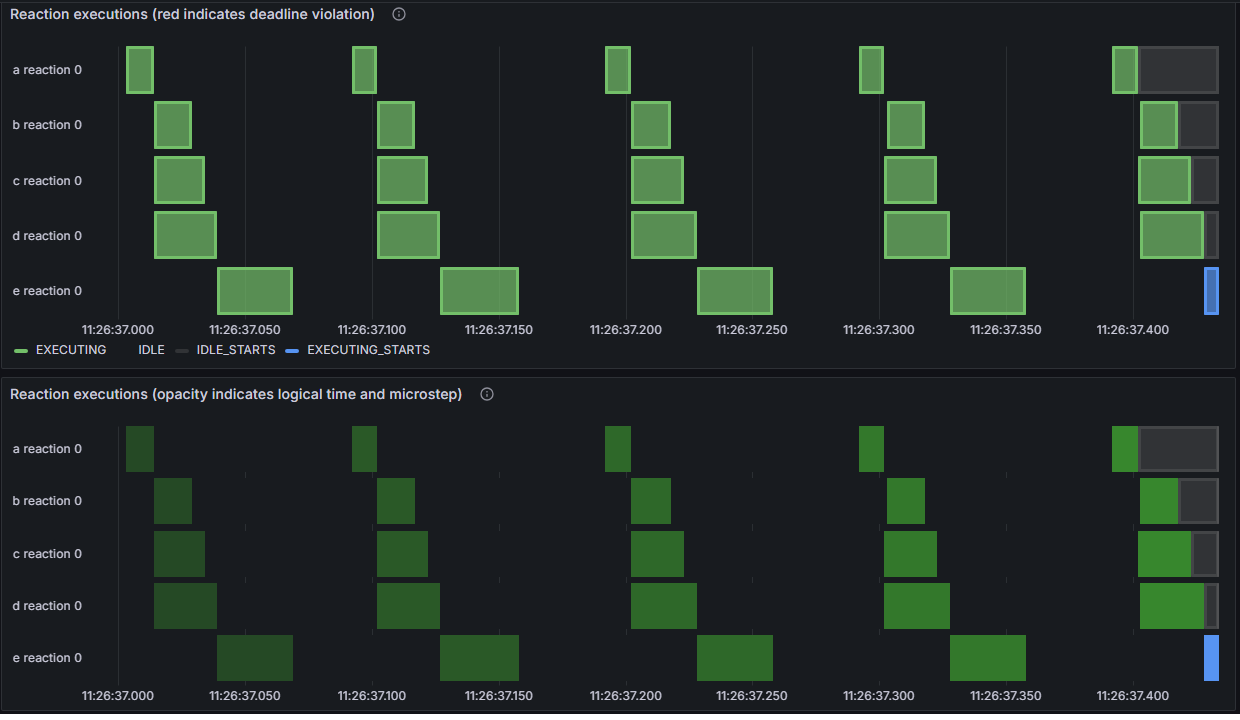 Reaction executions (red indicates deadline violation)
a reaction 0
b reaction 0
c reaction 0
d reaction 0
e reaction 0
11:26:37.000 11:26:37.050 11:26:37.100 11:26:37.150 11:26:37.200 11:26:37.250 11:26:37.300 11:26:37.350 11:26:37.400
EXECUTING IDLE IDLE_STARTS EXECUTING_STARTS
Reaction executions (opacity indicates logical time and microstep)
a reaction 0
b reaction 0
c reaction 0
d reaction 0
e reaction 0
11:26:37.000 11:26:37.050 11:26:37.100 11:26:37.150 11:26:37.200 11:26:37.250 11:26:37.300 11:26:37.350 11:26:37.400